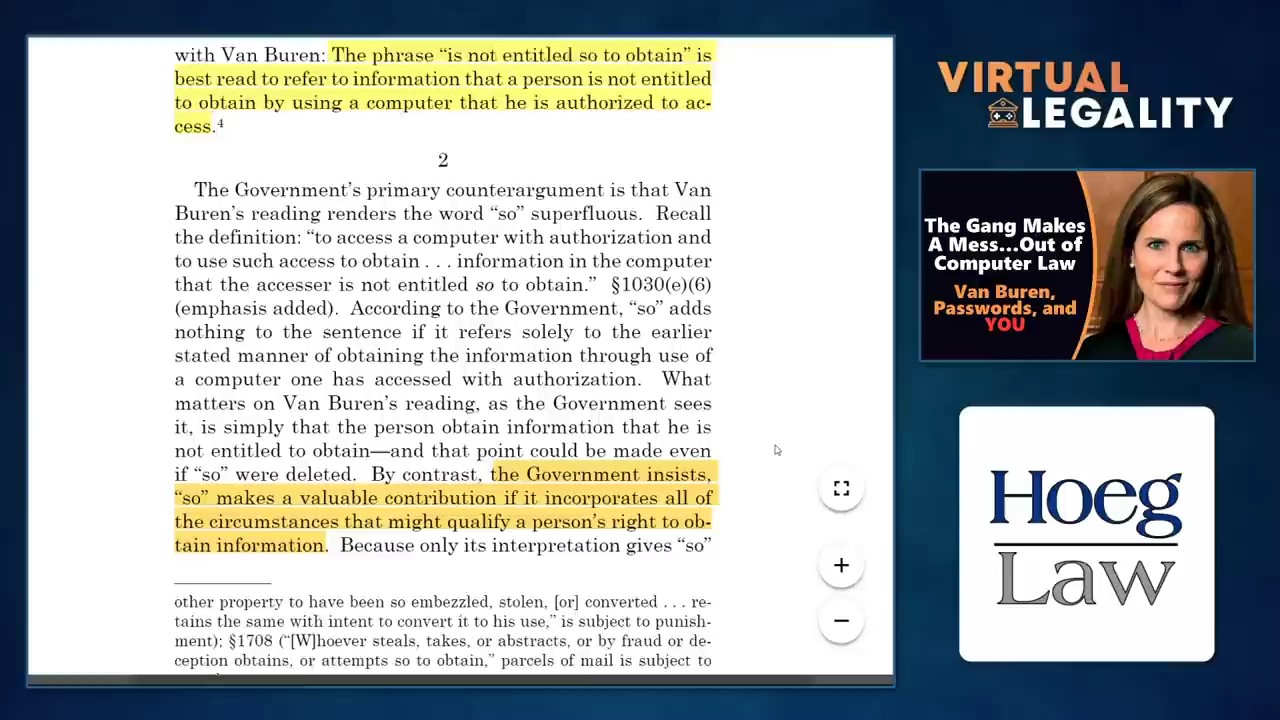 with Van Buren: The phrase “is not entitled so to obtain” is
best read to refer to information that a person is not entitled
to obtain by using a computer that he is authorized to ac-
cess.⁴
2
The Government’s primary counterargument is that Van
Buren’s reading renders the word “so” superfluous. Recall
the definition: “to access a computer with authorization and
to use such access to obtain . . . information in the computer
that the accesser is not entitled so to obtain.” §1030(e)(6)
(emphasis added). According to the Government, “so” adds
nothing to the sentence if it refers solely to the earlier
stated manner of obtaining the information through use of
a computer one has accessed with authorization. What
matters on Van Buren’s reading, as the Government sees
it, is simply that the person obtain information that he is
not entitled to obtain—and that point could be made even
if “so” were deleted. By contrast, the Government insists,
“so” makes a valuable contribution if it incorporates all of
the circumstances that might qualify a person’s right to ob-
tain information. Because only its interpretation gives “so”
other property to have been so embezzled, stolen, [or] converted . . . re-
tains the same with intent to convert it to his use,” is subject to punish-
ment); §1708 (“[W]hoever steals, takes, or abstracts, or by fraud or de-
ception obtains, or attempts so to obtain,” parcels of mail is subject to
VIRTUAL
LEGALITY
The Gang Makes
A Mess...Out of
Computer Law
Van Buren,
Passwords, and
YOU
Hoeg
Law